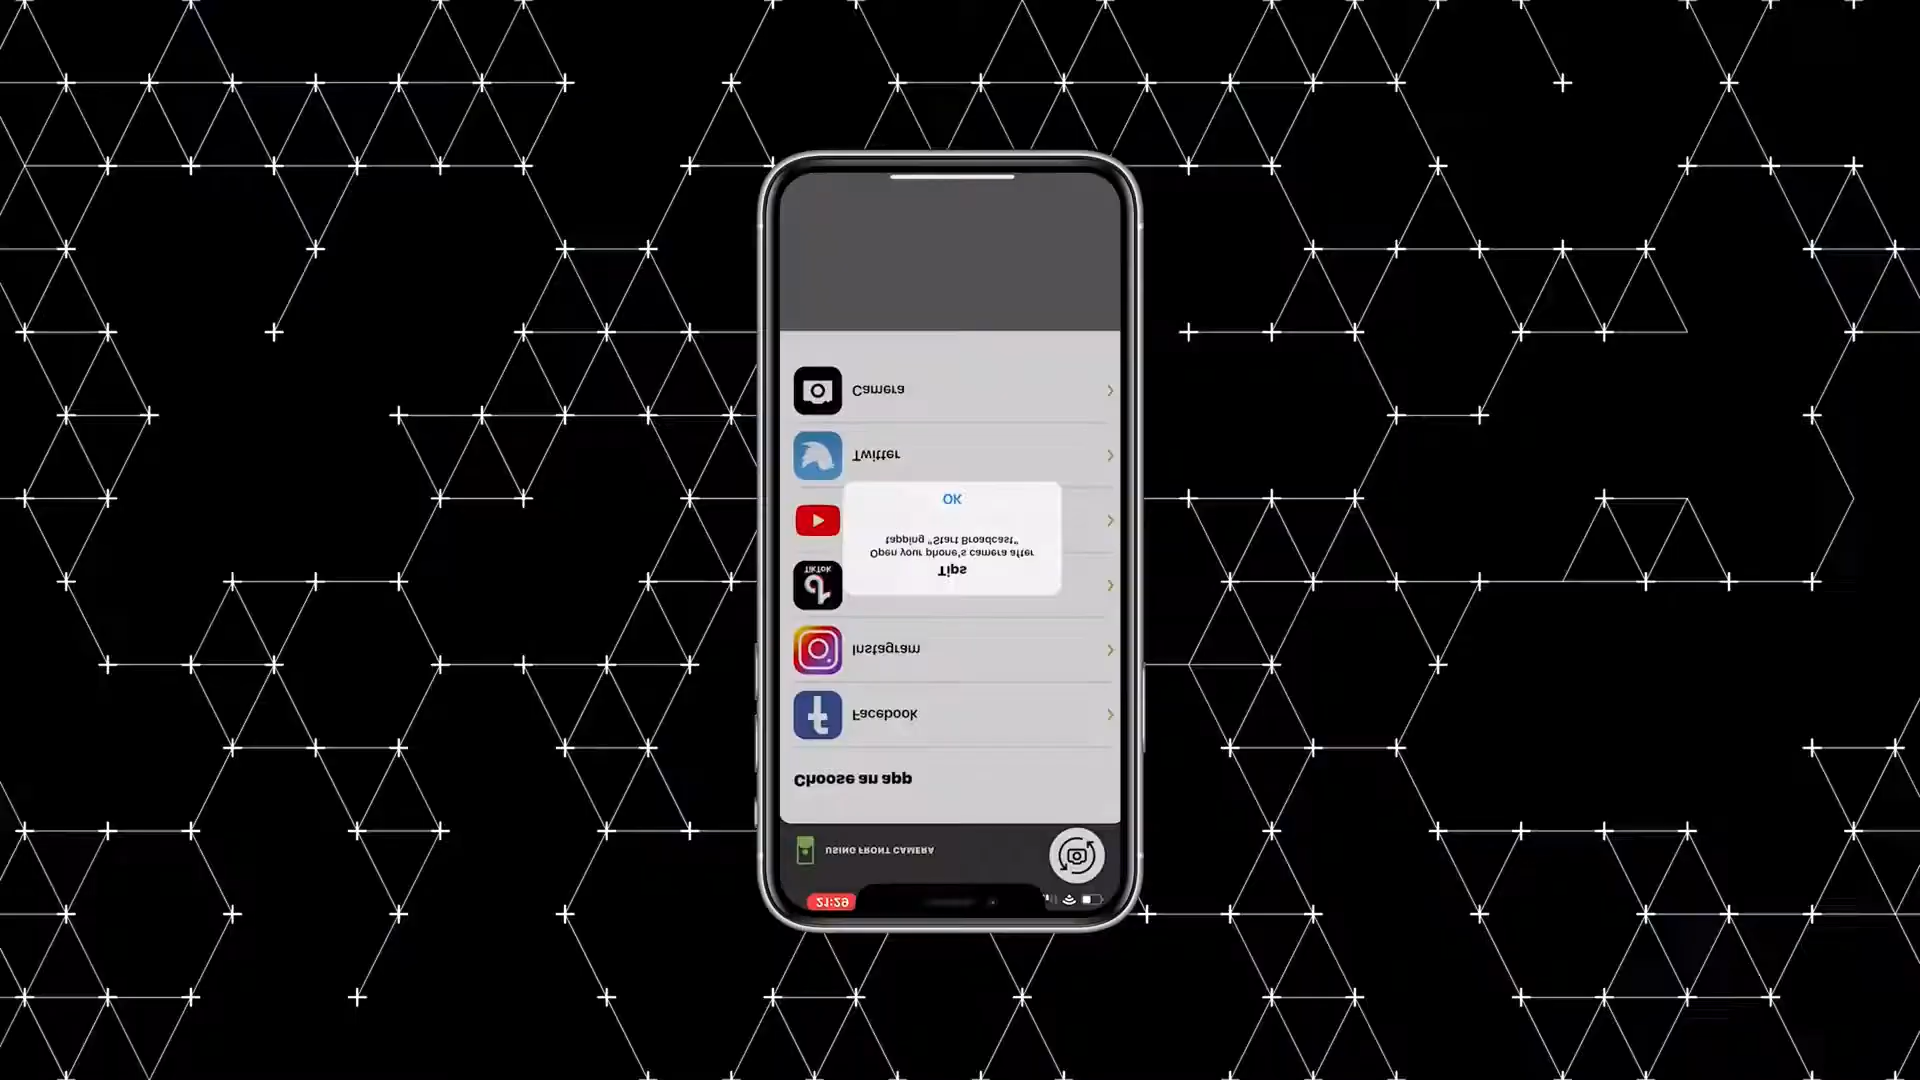 21:29
USING FRONT CAMERA
Choose an app
Facebook
Instagram
TikTok
Tips
Open your phone's camera after
tapping "Start Broadcast"
OK
Twitter
Camera